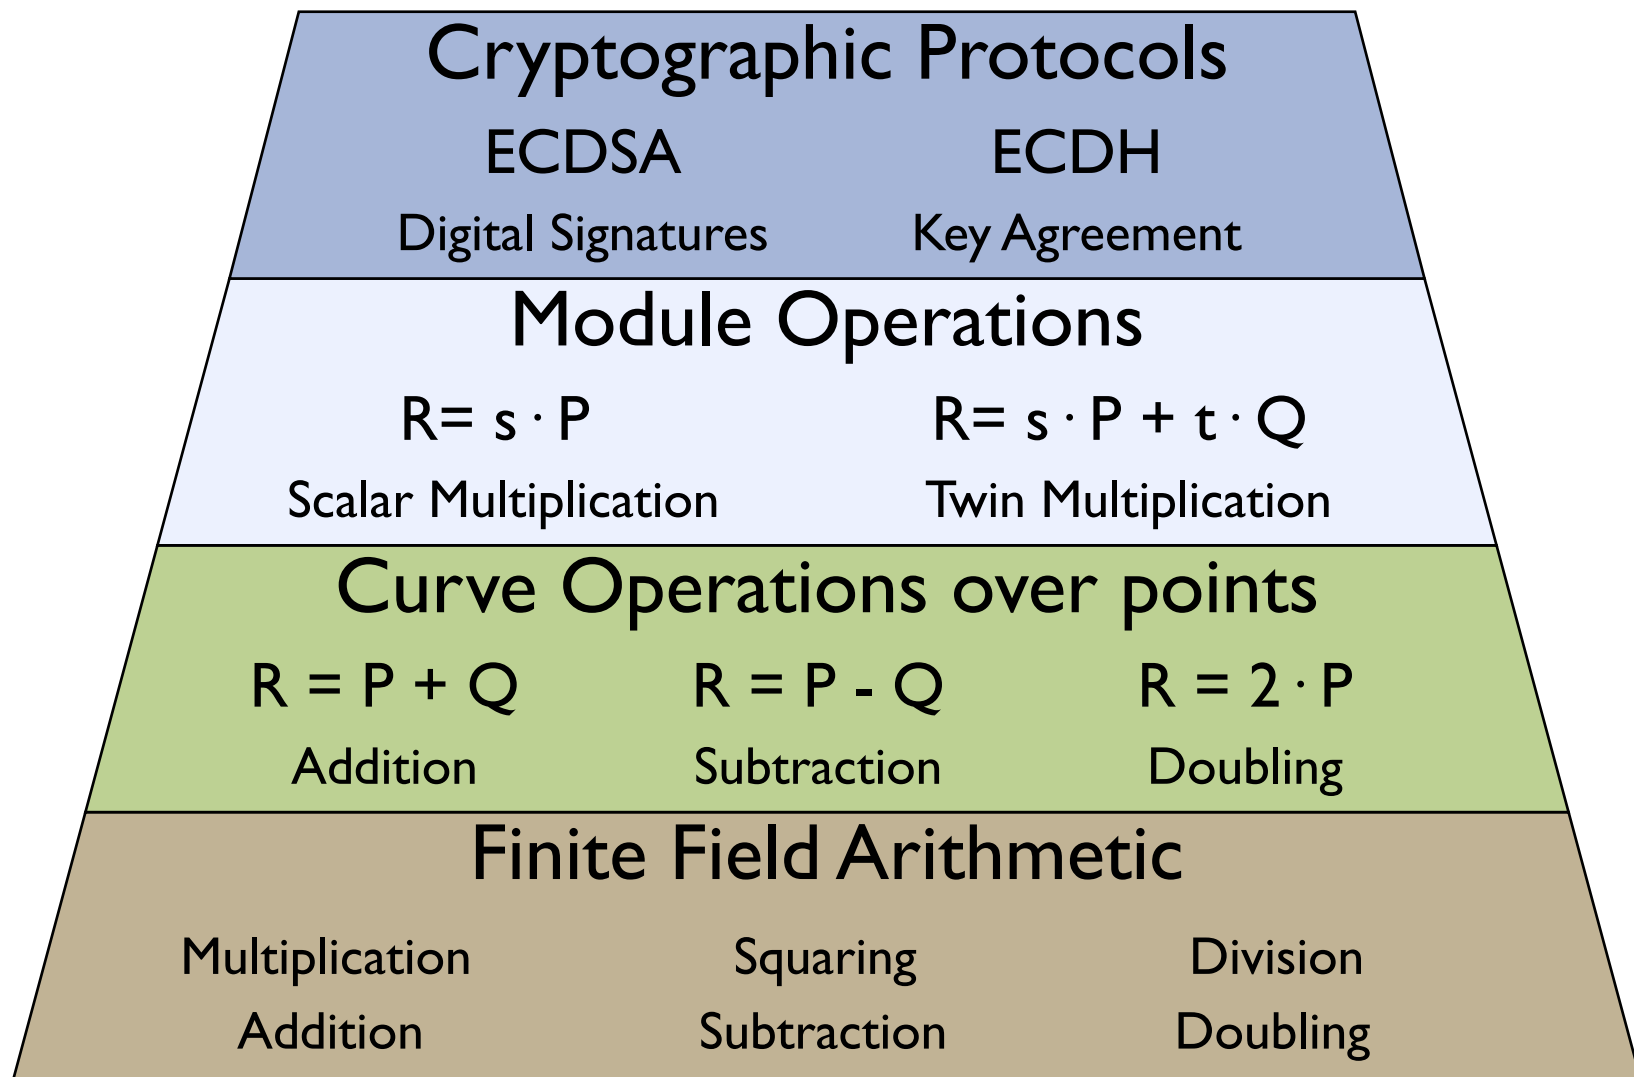 Cryptographic Protocols
ECDSA ECDH
Digital Signatures Key Agreement
Module Operations
R= s · P R= s · P + t · Q
Scalar Multiplication Twin Multiplication
Curve Operations over points
R = P + Q R = P - Q R = 2 · P
Addition Subtraction Doubling
Finite Field Arithmetic
Multiplication Squaring Division
Addition Subtraction Doubling